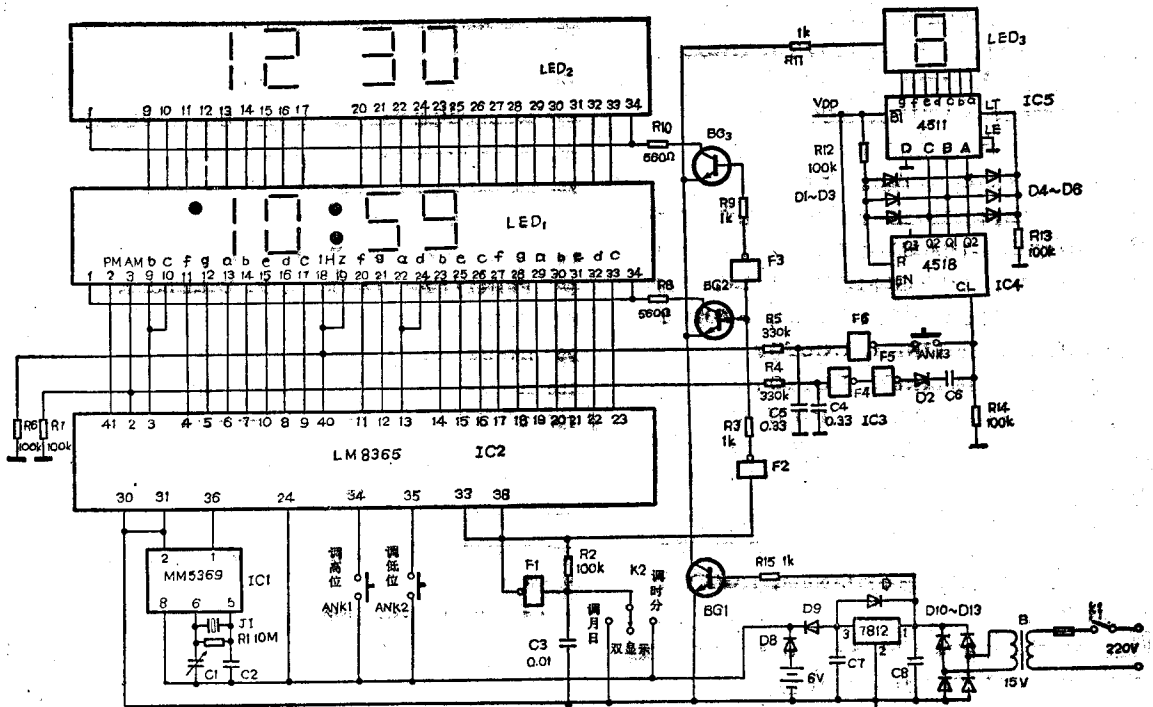 12 30
LED₂
1 9 10 11 12 13 14 15 16 17 20 21 22 24 23 25 26 27 28 29 30 31 32 33 34
R10
560Ω
BG₃
1k
R11
LED₃
8
g f e d c b a
IC5
VDD
BI 4511 LT
LE
D C B A
R12
100k
D1~D3
D4~D6
R13
100k
Q3 Q2 Q1 Q2
R
4518
EN
CL
IC4
10:59
LED₁
PM AM b c f g a b e d c 1HZ f g a d b e c f g a b e d c
1 2 3 9 10 11 12 13 14 15 16 17 18 19 20 21 22 24 23 25 26 27 28 29 30 31 32 33 34
R8
560Ω
BG2
R9
1k
F3
R5
330k
F6
F5
ANK3
R4
330k
F4
D2
C6
C5
0.33
C4
0.33
IC3
R14
100k
R6
100k
R7
100k
41 2 3 4 5 6 7 10 8 9 40 11 12 13 14 15 16 17 18 19 20 21 22 23
LM8365
IC2
30 31 36 24 34 35 33 38
R3
1k
F2
2 1
MM5369
IC1
8 6 5
J1
R1 10M
C1
C2
调高位
ANK1
调低位
ANK2
F1
R2
100k
C3
0.01
K2
调月日
双显示
调时分
BG1
R15 1k
D
D9
D8
6V
3 7812 1
2
C7
C8
D10~D13
B
15V
K1
220V